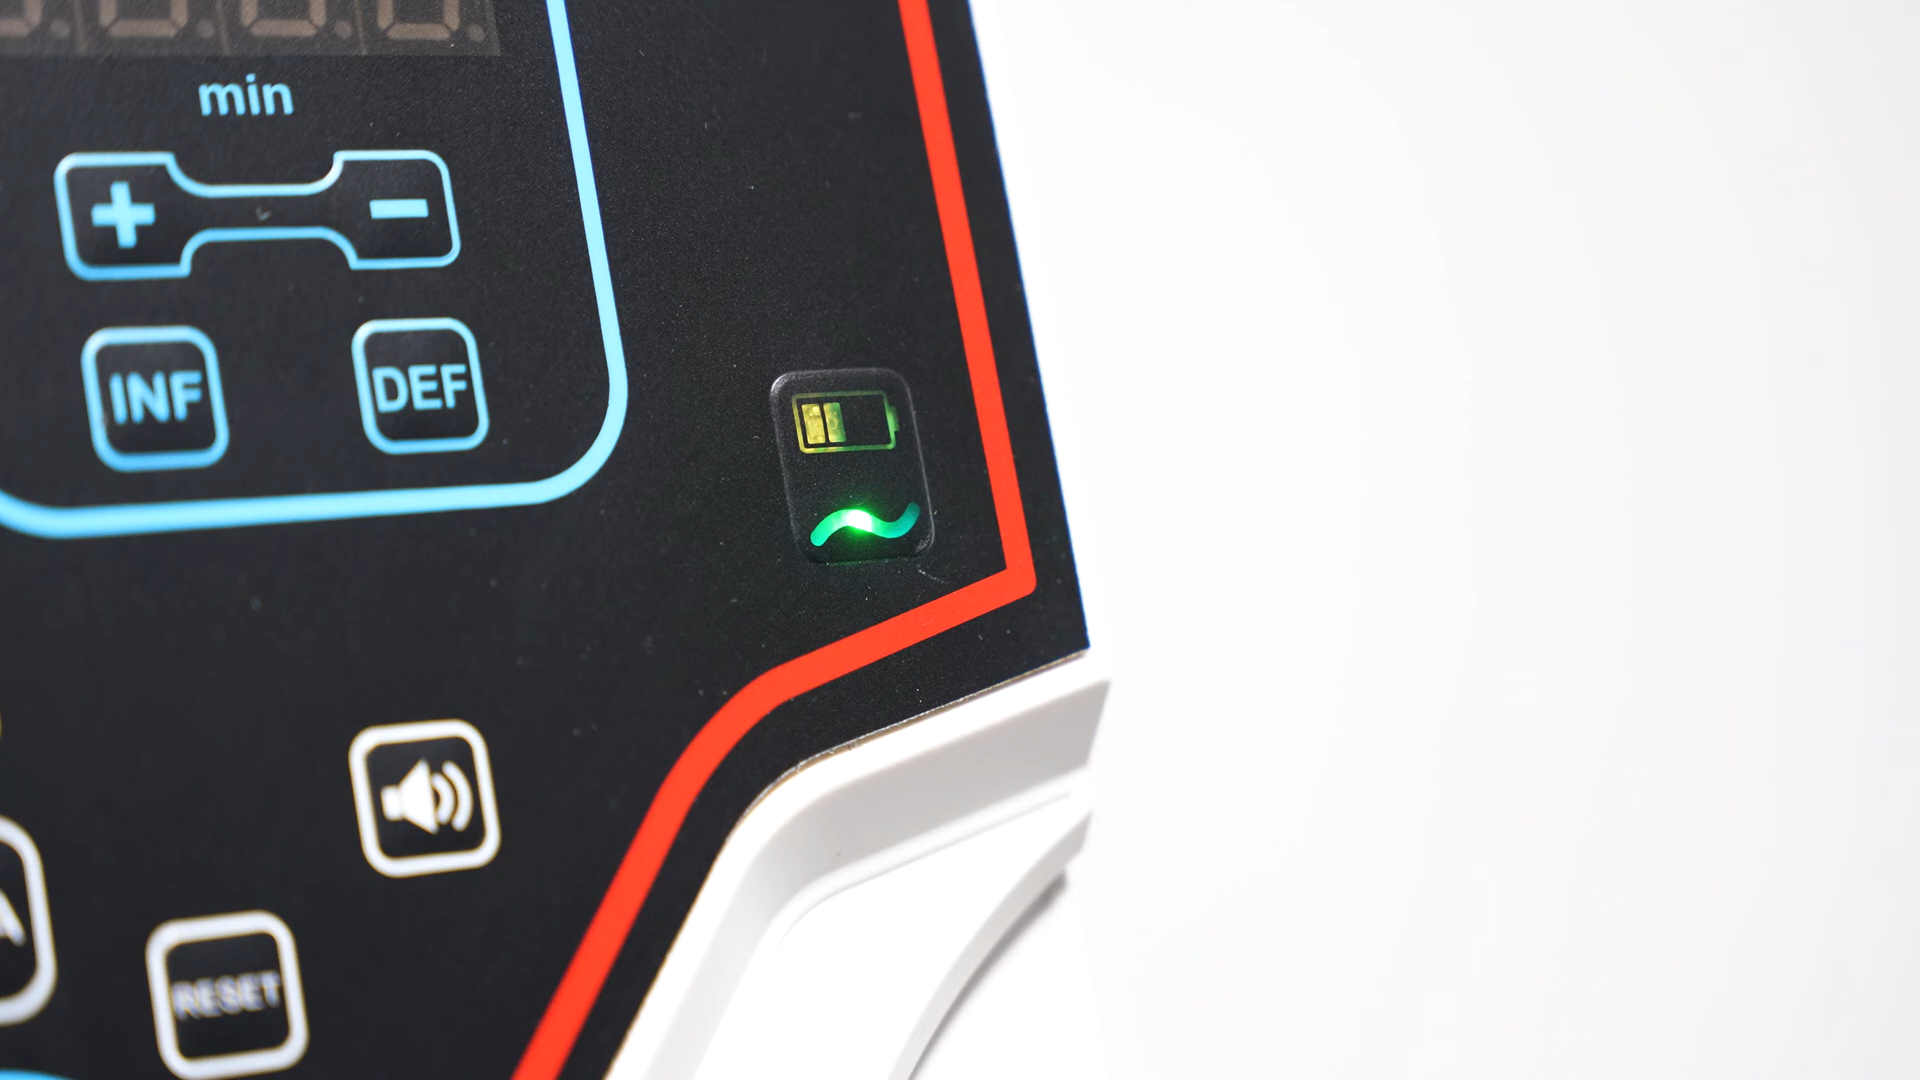 min
+ -
INF DEF
RESET